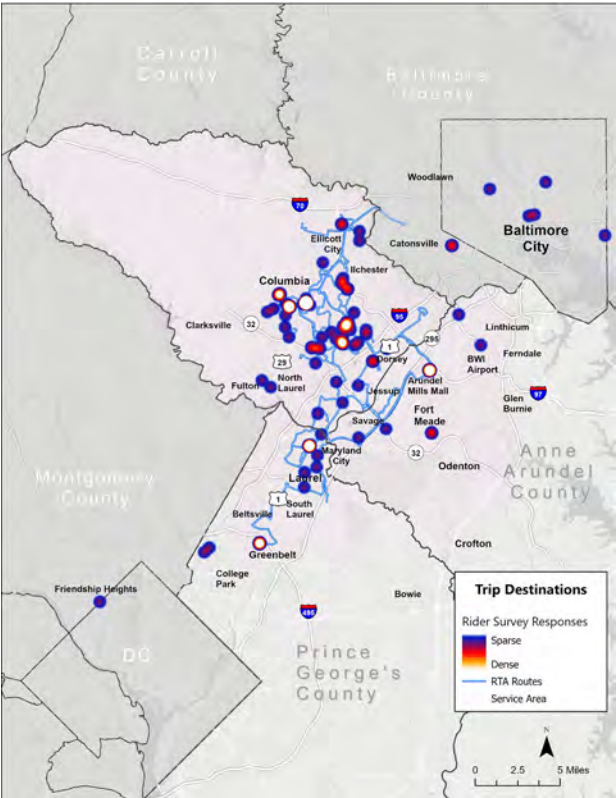 Carroll
County
Baltimore
County
Woodlawn
70
Ellicott
City
Baltimore
City
Catonsville
Ilchester
Columbia
Clarksville
32
95
295
Linthicum
1
Dorsey
29
BWI
Airport
Ferndale
North
Laurel
Fulton
Arundel
Mills Mall
Jessup
97
Glen
Burnie
Savage
Fort
Meade
Maryland
City
32
Odenton
Anne
Arundel
County
Montgomery
County
Laurel
1
South
Laurel
Beltsville
Greenbelt
Crofton
College
Park
Friendship Heights
Bowie
495
DC
Prince
George's
County
Trip Destinations
Rider Survey Responses
Sparse
Dense
RTA Routes
Service Area
N
0 2.5 5 Miles